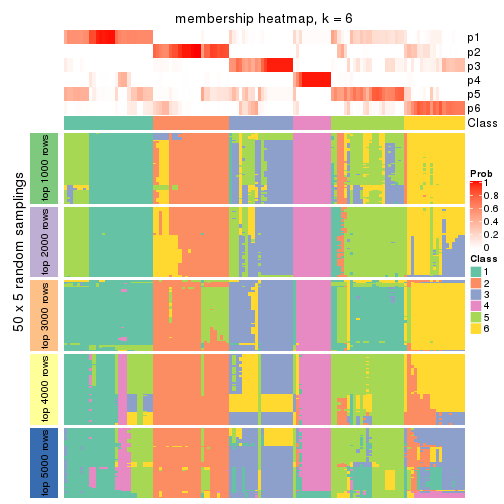 membership heatmap, k = 6
p1
p2
p3
p4
p5
p6
Class
50 x 5 random samplings
top 1000 rows
top 2000 rows
top 3000 rows
top 4000 rows
top 5000 rows
Prob
1
0.8
0.6
0.4
0.2
0
Class
1
2
3
4
5
6